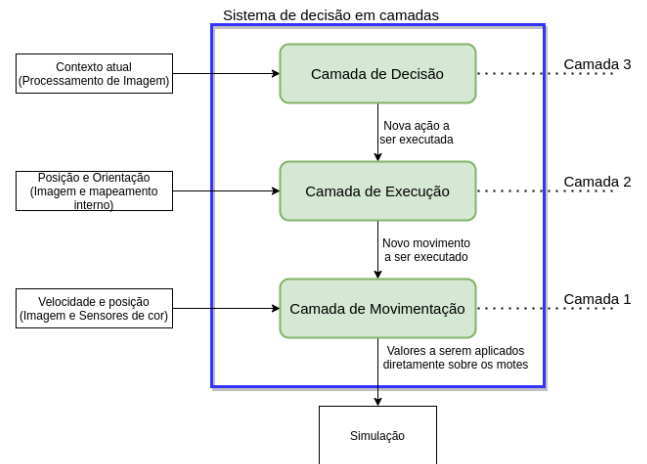 Sistema de decisão em camadas
Contexto atual
(Processamento de Imagem)
Camada de Decisão
Camada 3
Nova ação a
ser executada
Posição e Orientação
(Imagem e mapeamento
interno)
Camada de Execução
Camada 2
Novo movimento
a ser executado
Velocidade e posição
(Imagem e Sensores de cor)
Camada de Movimentação
Camada 1
Valores a serem aplicados
diretamente sobre os motes
Simulação